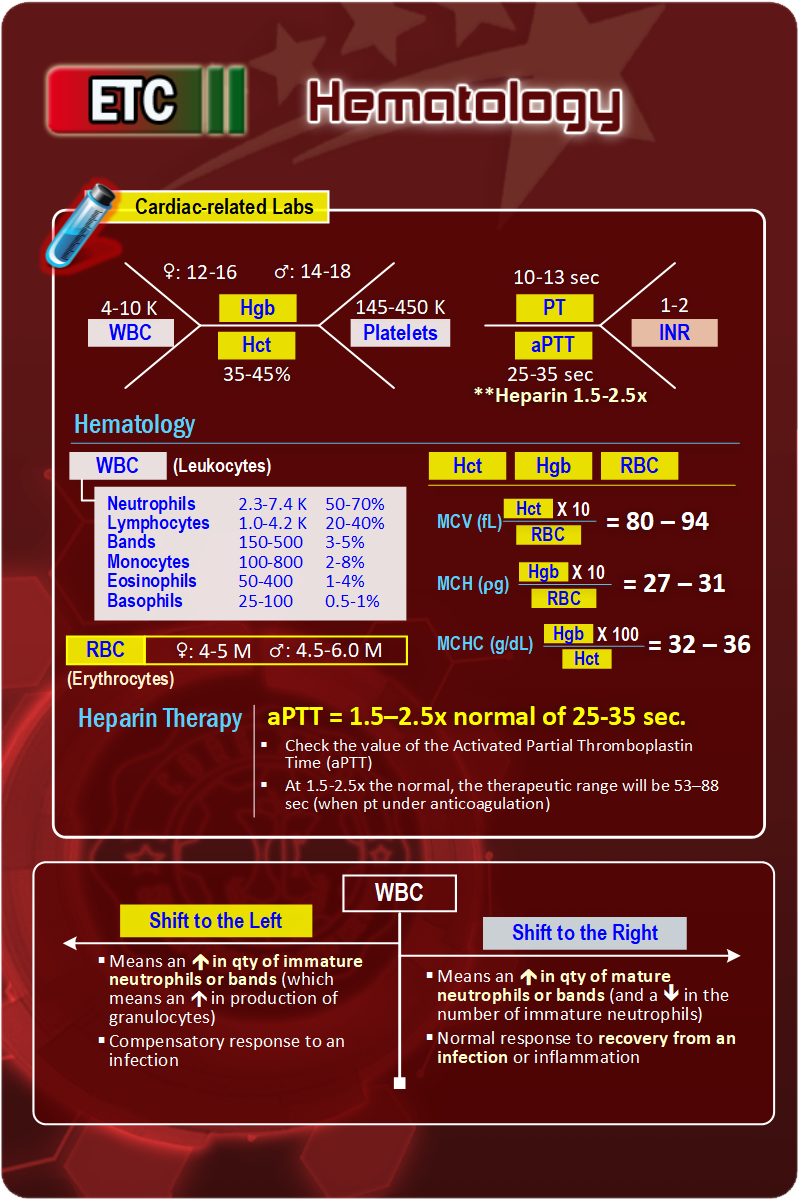 ETC
Hematology
Cardiac-related Labs
♀: 12-16 ♂: 14-18
4-10 K
WBC
Hgb
Hct
35-45%
145-450 K
Platelets
10-13 sec
PT
aPTT
25-35 sec
**Heparin 1.5-2.5x
1-2
INR
Hematology
WBC (Leukocytes)
Neutrophils 2.3-7.4 K 50-70%
Lymphocytes 1.0-4.2 K 20-40%
Bands 150-500 3-5%
Monocytes 100-800 2-8%
Eosinophils 50-400 1-4%
Basophils 25-100 0.5-1%
RBC ♀: 4-5 M ♂: 4.5-6.0 M
(Erythrocytes)
Hct Hgb RBC
MCV (fL) Hct X 10 = 80 – 94
RBC
MCH (ρg) Hgb X 10 = 27 – 31
RBC
MCHC (g/dL) Hgb X 100 = 32 – 36
Hct
Heparin Therapy
aPTT = 1.5–2.5x normal of 25-35 sec.
▪ Check the value of the Activated Partial Thromboplastin
Time (aPTT)
▪ At 1.5-2.5x the normal, the therapeutic range will be 53–88
sec (when pt under anticoagulation)
WBC
Shift to the Left
▪ Means an ↑ in qty of immature
neutrophils or bands (which
means an ↑ in production of
granulocytes)
▪ Compensatory response to an
infection
Shift to the Right
▪ Means an ↑ in qty of mature
neutrophils or bands (and a ↓ in the
number of immature neutrophils)
▪ Normal response to recovery from an
infection or inflammation